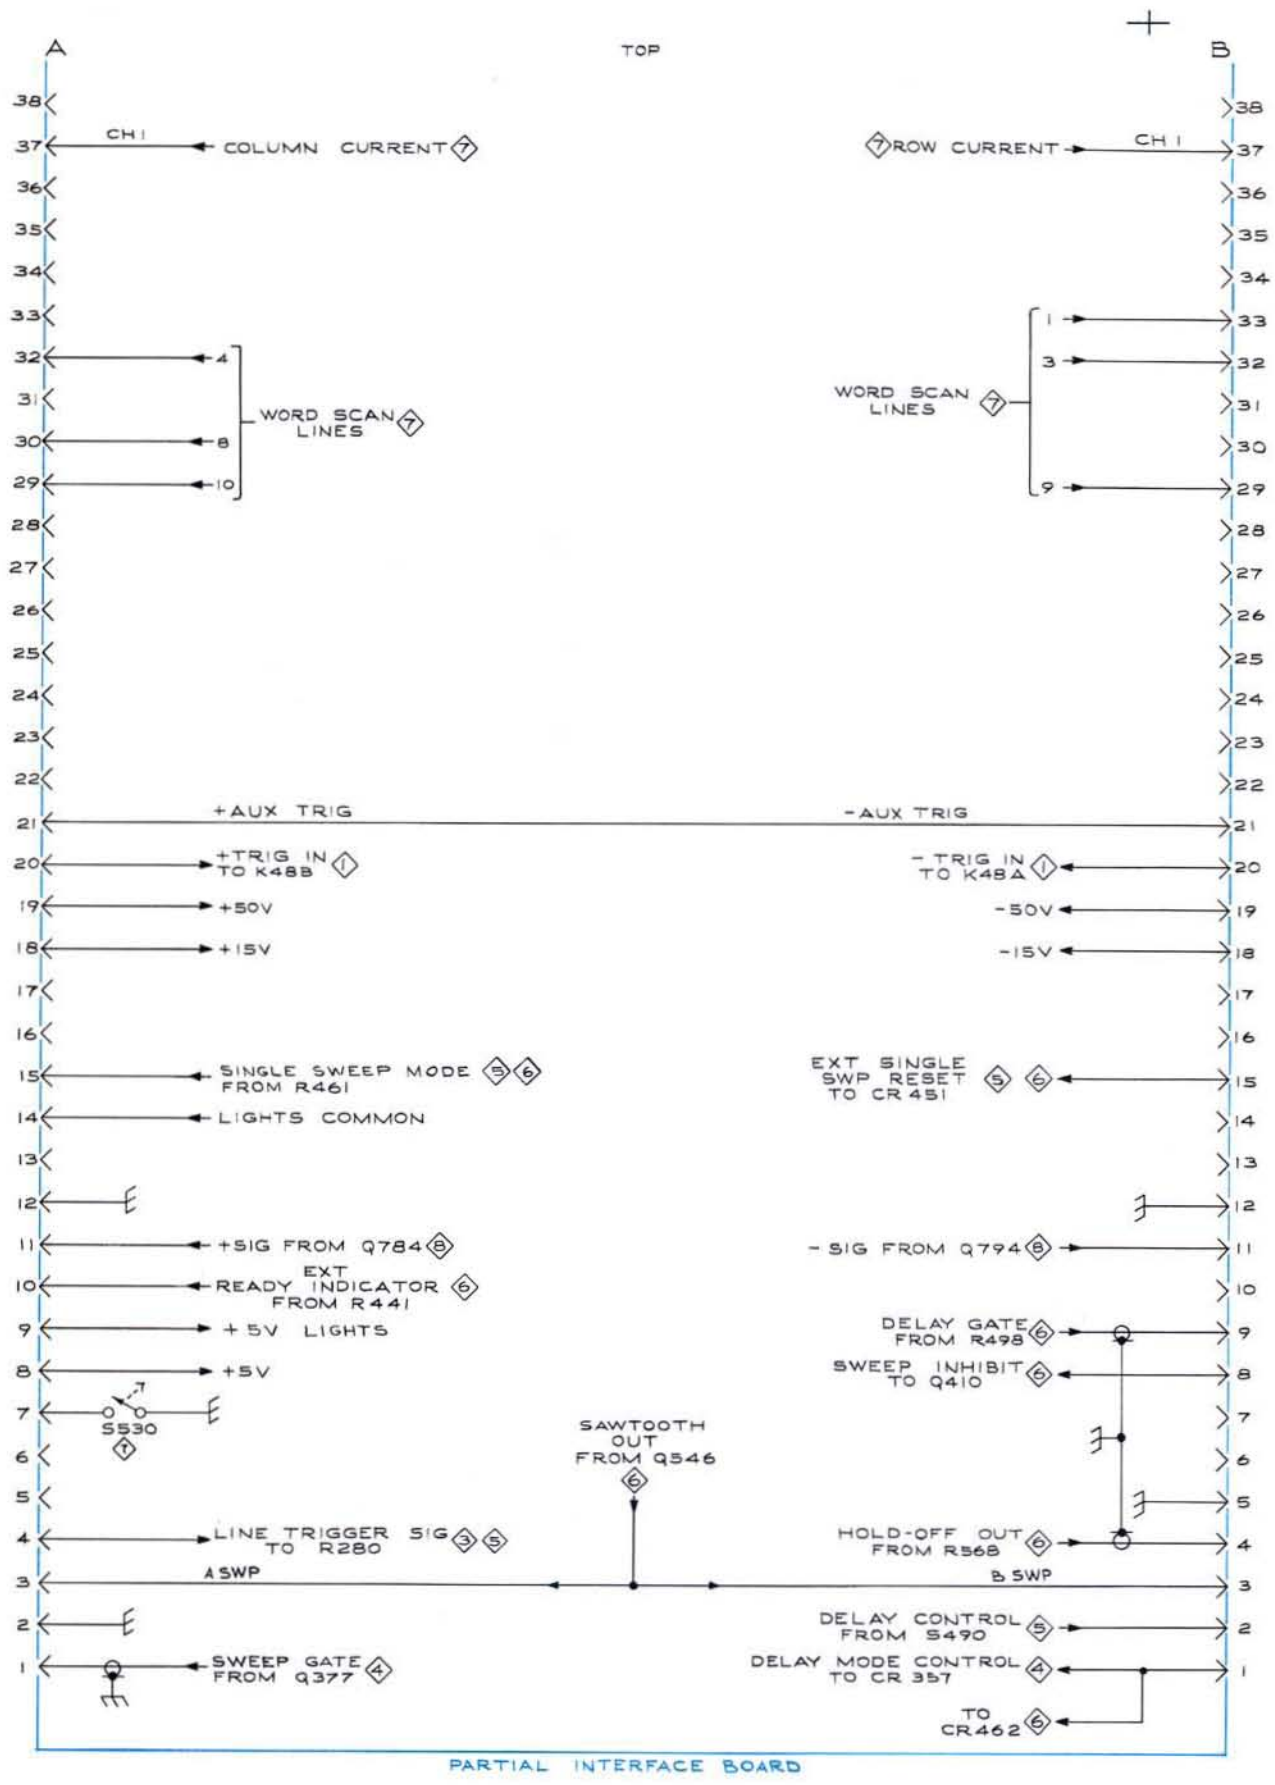 A TOP B
38 38
37 CH 1 COLUMN CURRENT 7 7 ROW CURRENT CH 1 37
36 36
35 35
34 34
33 1 33
32 4 3 32
31 WORD SCAN LINES 7 WORD SCAN LINES 7 31
30 8 30
29 10 9 29
28 28
27 27
26 26
25 25
24 24
23 23
22 22
21 +AUX TRIG -AUX TRIG 21
20 +TRIG IN TO K48B 1 -TRIG IN TO K48A 1 20
19 +50V -50V 19
18 +15V -15V 18
17 17
16 16
15 SINGLE SWEEP MODE FROM R461 5 6 EXT SINGLE SWP RESET TO CR451 5 6 15
14 LIGHTS COMMON 14
13 13
12 12
11 +SIG FROM Q784 8 -SIG FROM Q794 8 11
10 EXT READY INDICATOR FROM R441 6 10
9 +5V LIGHTS DELAY GATE FROM R498 6 9
8 +5V SWEEP INHIBIT TO Q410 6 8
7 S530 7
6 SAWTOOTH OUT FROM Q546 6 6
5 5
4 LINE TRIGGER SIG TO R280 3 5 HOLD-OFF OUT FROM R568 6 4
3 A SWP B SWP 3
2 DELAY CONTROL FROM S490 5 2
1 SWEEP GATE FROM Q377 4 DELAY MODE CONTROL TO CR357 4 1
TO CR462 6
PARTIAL INTERFACE BOARD